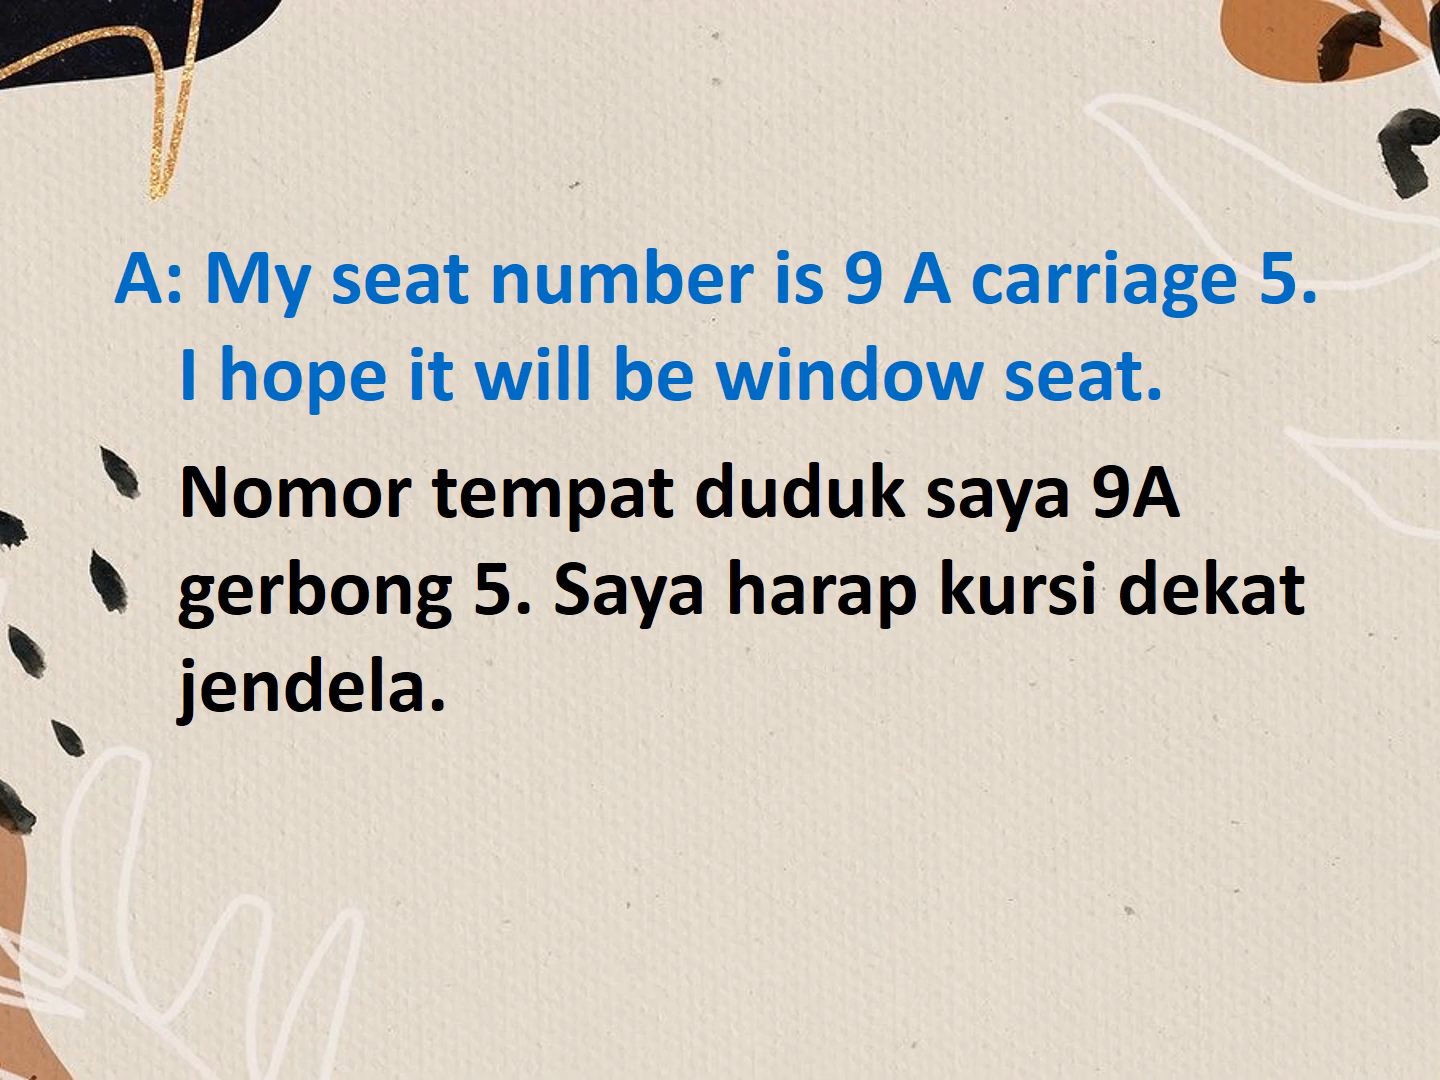 A: My seat number is 9 A carriage 5.
I hope it will be window seat.
Nomor tempat duduk saya 9A
gerbong 5. Saya harap kursi dekat
jendela.